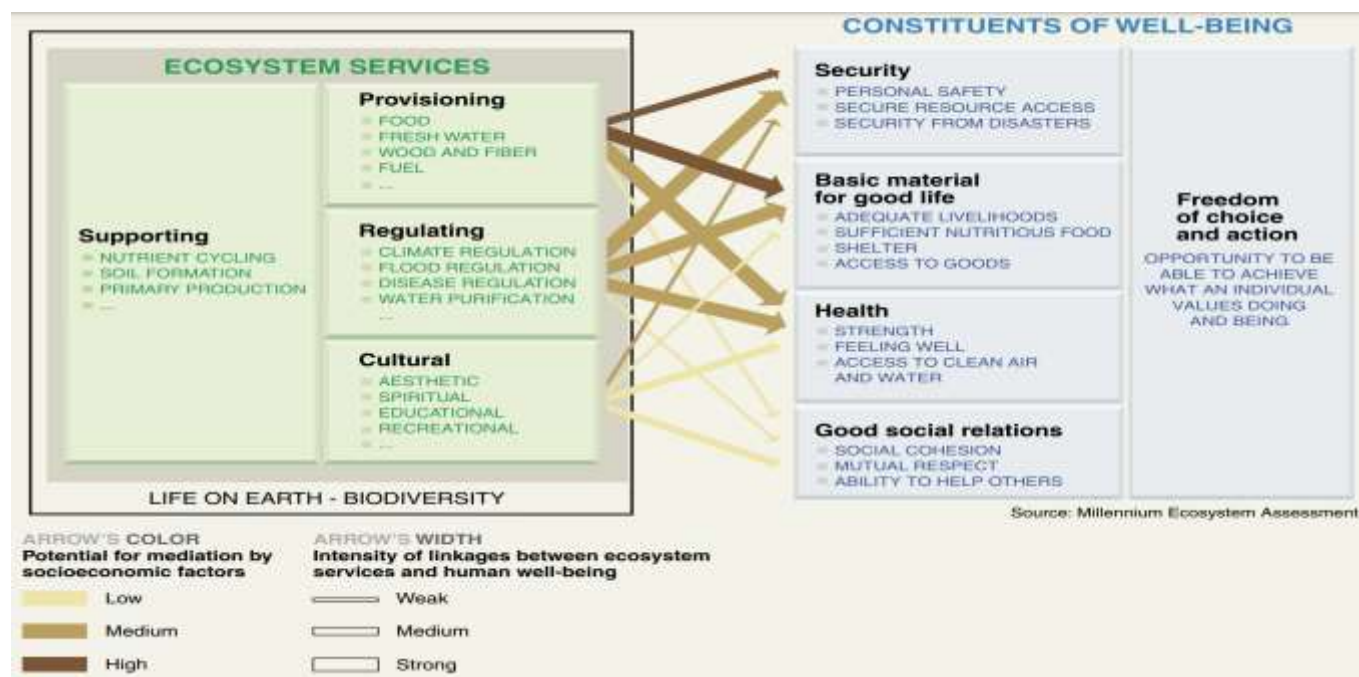 CONSTITUENTS OF WELL-BEING
ECOSYSTEM SERVICES
Supporting
NUTRIENT CYCLING
SOIL FORMATION
PRIMARY PRODUCTION
...
Provisioning
FOOD
FRESH WATER
WOOD AND FIBER
FUEL
...
Regulating
CLIMATE REGULATION
FLOOD REGULATION
DISEASE REGULATION
WATER PURIFICATION
...
Cultural
AESTHETIC
SPIRITUAL
EDUCATIONAL
RECREATIONAL
...
LIFE ON EARTH - BIODIVERSITY
Security
PERSONAL SAFETY
SECURE RESOURCE ACCESS
SECURITY FROM DISASTERS
Basic material
for good life
ADEQUATE LIVELIHOODS
SUFFICIENT NUTRITIOUS FOOD
SHELTER
ACCESS TO GOODS
Health
STRENGTH
FEELING WELL
ACCESS TO CLEAN AIR
AND WATER
Good social relations
SOCIAL COHESION
MUTUAL RESPECT
ABILITY TO HELP OTHERS
Freedom
of choice
and action
OPPORTUNITY TO BE
ABLE TO ACHIEVE
WHAT AN INDIVIDUAL
VALUES DOING
AND BEING
Source: Millennium Ecosystem Assessment
ARROW'S COLOR
Potential for mediation by
socioeconomic factors
Low
Medium
High
ARROW'S WIDTH
Intensity of linkages between ecosystem
services and human well-being
Weak
Medium
Strong